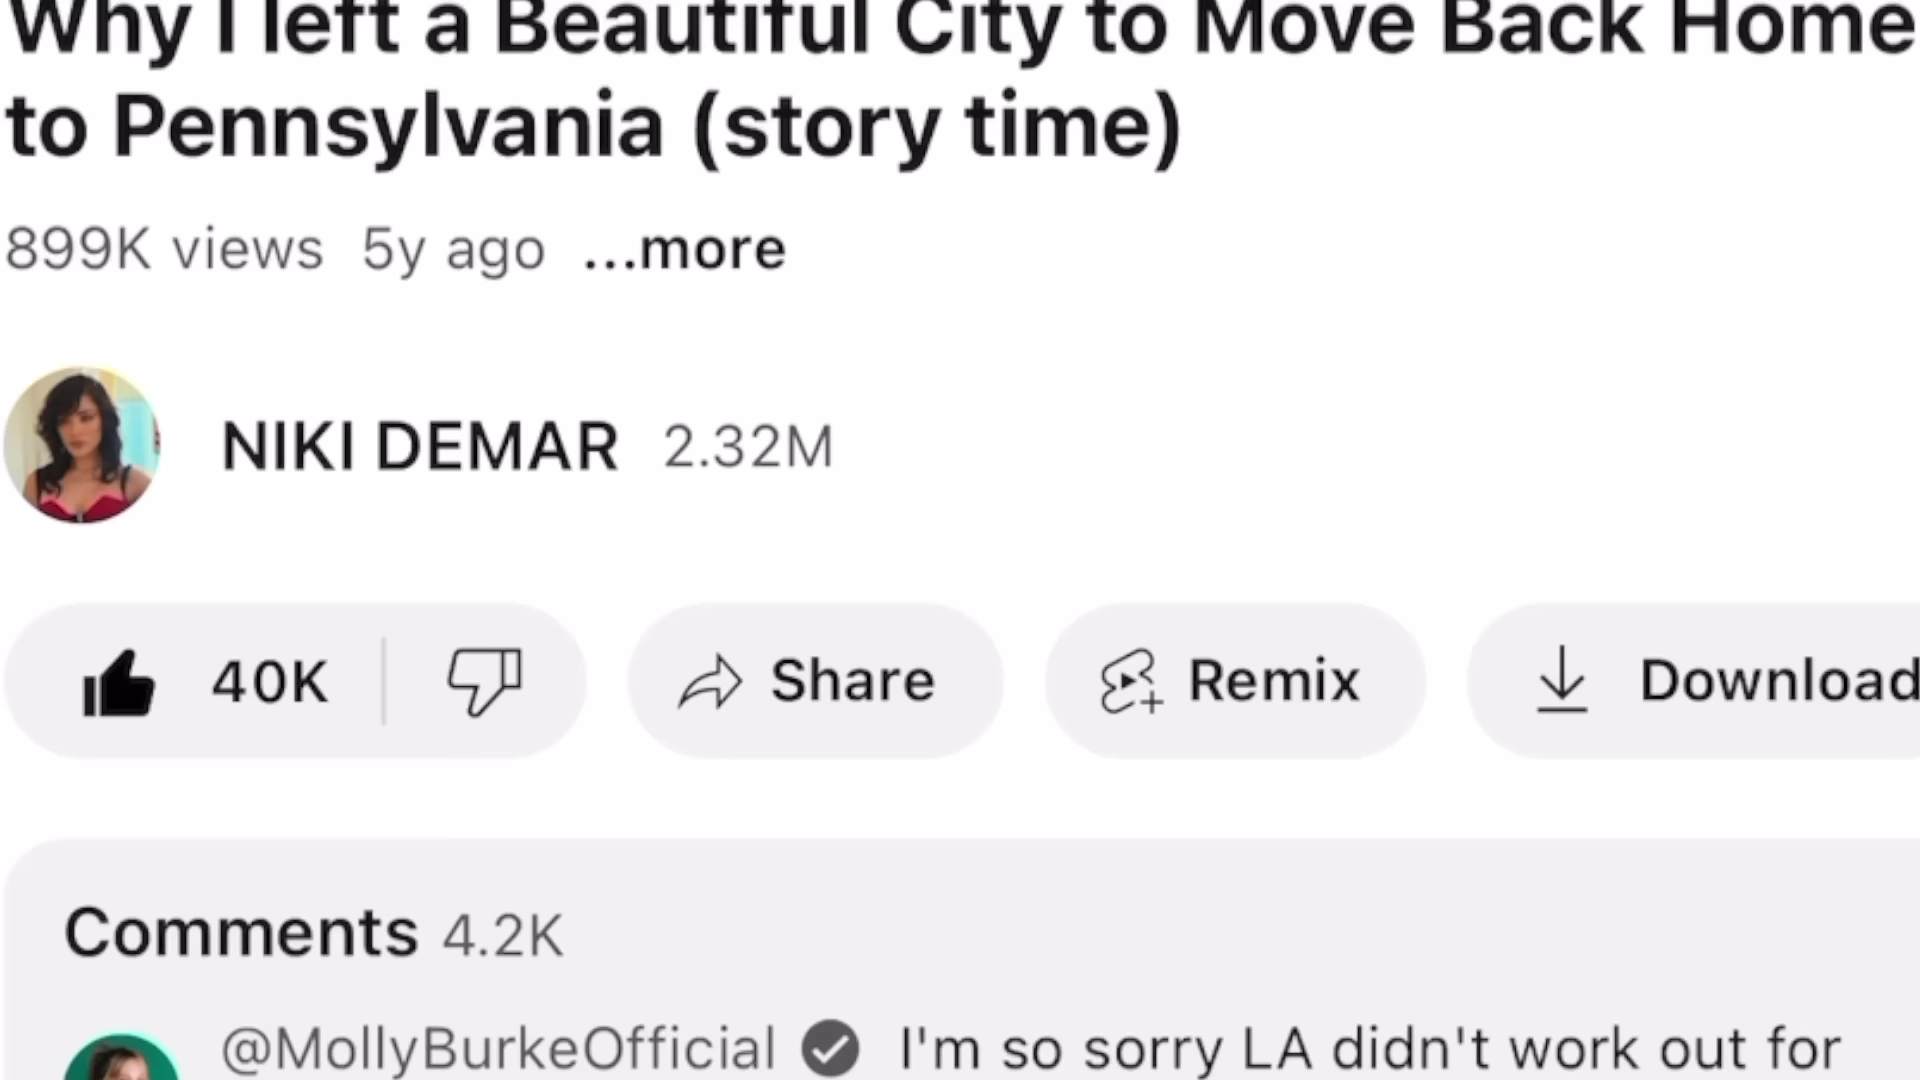 Why I left a Beautiful City to Move Back Home
to Pennsylvania (story time)
899K views 5y ago ...more
NIKI DEMAR 2.32M
40K Share Remix Download
Comments 4.2K
@MollyBurkeOfficial I'm so sorry LA didn't work out for